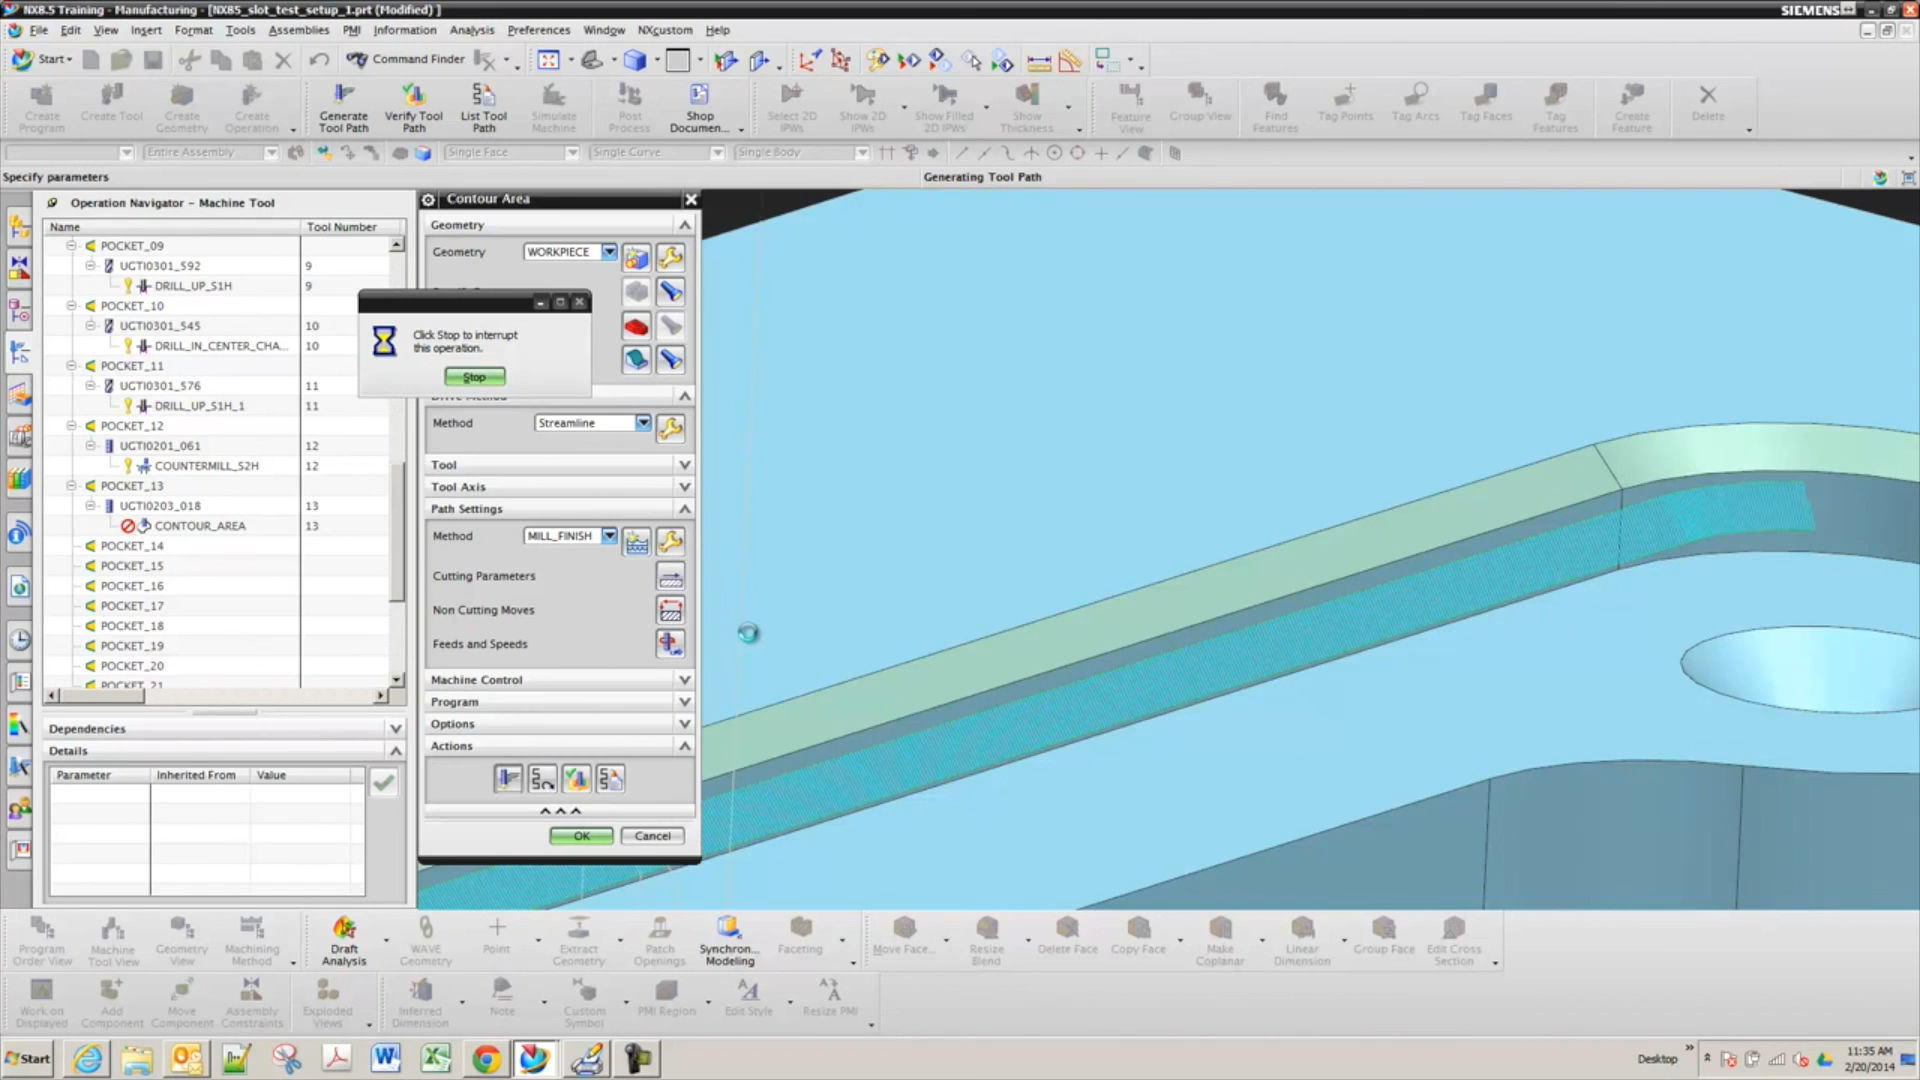 NX8.5 Training - Manufacturing - [NX85_slot_test_setup_1.prt (Modified) ]
SIEMENS
File Edit View Insert Format Tools Assemblies PMI Information Analysis Preferences Window NXcustom Help
Start Command Finder
Create Program
Create Tool
Create Geometry
Create Operation
Generate Tool Path
Verify Tool Path
List Tool Path
Simulate Machine
Post Process
Shop Documen...
Select 2D IPWs
Show 2D IPWs
Show Filled 2D IPWs
Show Thickness
Feature View
Group View
Find Features
Tag Points
Tag Arcs
Tag Faces
Tag Features
Create Feature
Delete
Entire Assembly Single Face Single Curve Single Body
Specify parameters
Generating Tool Path
Operation Navigator - Machine Tool
Name Tool Number
POCKET_09
UGTI0301_592 9
DRILL_UP_S1H 9
POCKET_10
UGTI0301_545 10
DRILL_IN_CENTER_CHA... 10
POCKET_11
UGTI0301_576 11
DRILL_UP_S1H_1 11
POCKET_12
UGTI0201_061 12
COUNTERMILL_S2H 12
POCKET_13
UGTI0203_018 13
CONTOUR_AREA 13
POCKET_14
POCKET_15
POCKET_16
POCKET_17
POCKET_18
POCKET_19
POCKET_20
POCKET_21
Dependencies
Details
Parameter Inherited From Value
Contour Area
Geometry
Geometry WORKPIECE
Click Stop to interrupt
this operation.
Stop
Drive Method
Method Streamline
Tool
Tool Axis
Path Settings
Method MILL_FINISH
Cutting Parameters
Non Cutting Moves
Feeds and Speeds
Machine Control
Program
Options
Actions
OK Cancel
Program Order View
Machine Tool View
Geometry View
Machining Method
Draft Analysis
WAVE Geometry
Point
Extract Geometry
Patch Openings
Synchron... Modeling
Faceting
Move Face...
Resize Blend
Delete Face
Copy Face
Make Coplanar
Linear Dimension
Group Face
Edit Cross Section
Work on Displayed
Add Component
Move Component
Assembly Constraints
Exploded Views
Inferred Dimension
Note
Custom Symbol
PMI Region
Edit Style
Resize PMI
Start
Desktop
11:35 AM
2/20/2014